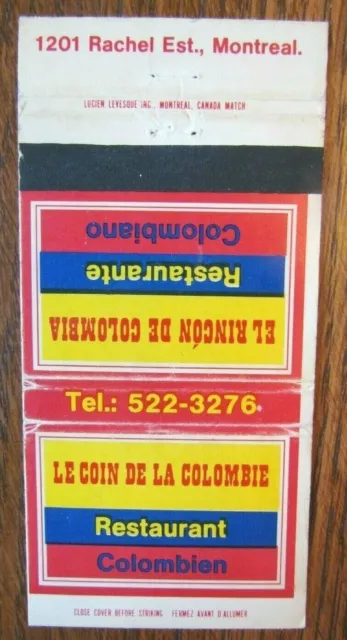 1201 Rachel Est., Montreal.
LUCIEN LEVESQUE INC., MONTREAL, CANADA MATCH
EL RINCÓN DE COLOMBIA
Restaurante
Colombiano
Tel.: 522-3276
LE COIN DE LA COLOMBIE
Restaurant
Colombien
CLOSE COVER BEFORE STRIKING FERMEZ AVANT D'ALLUMER